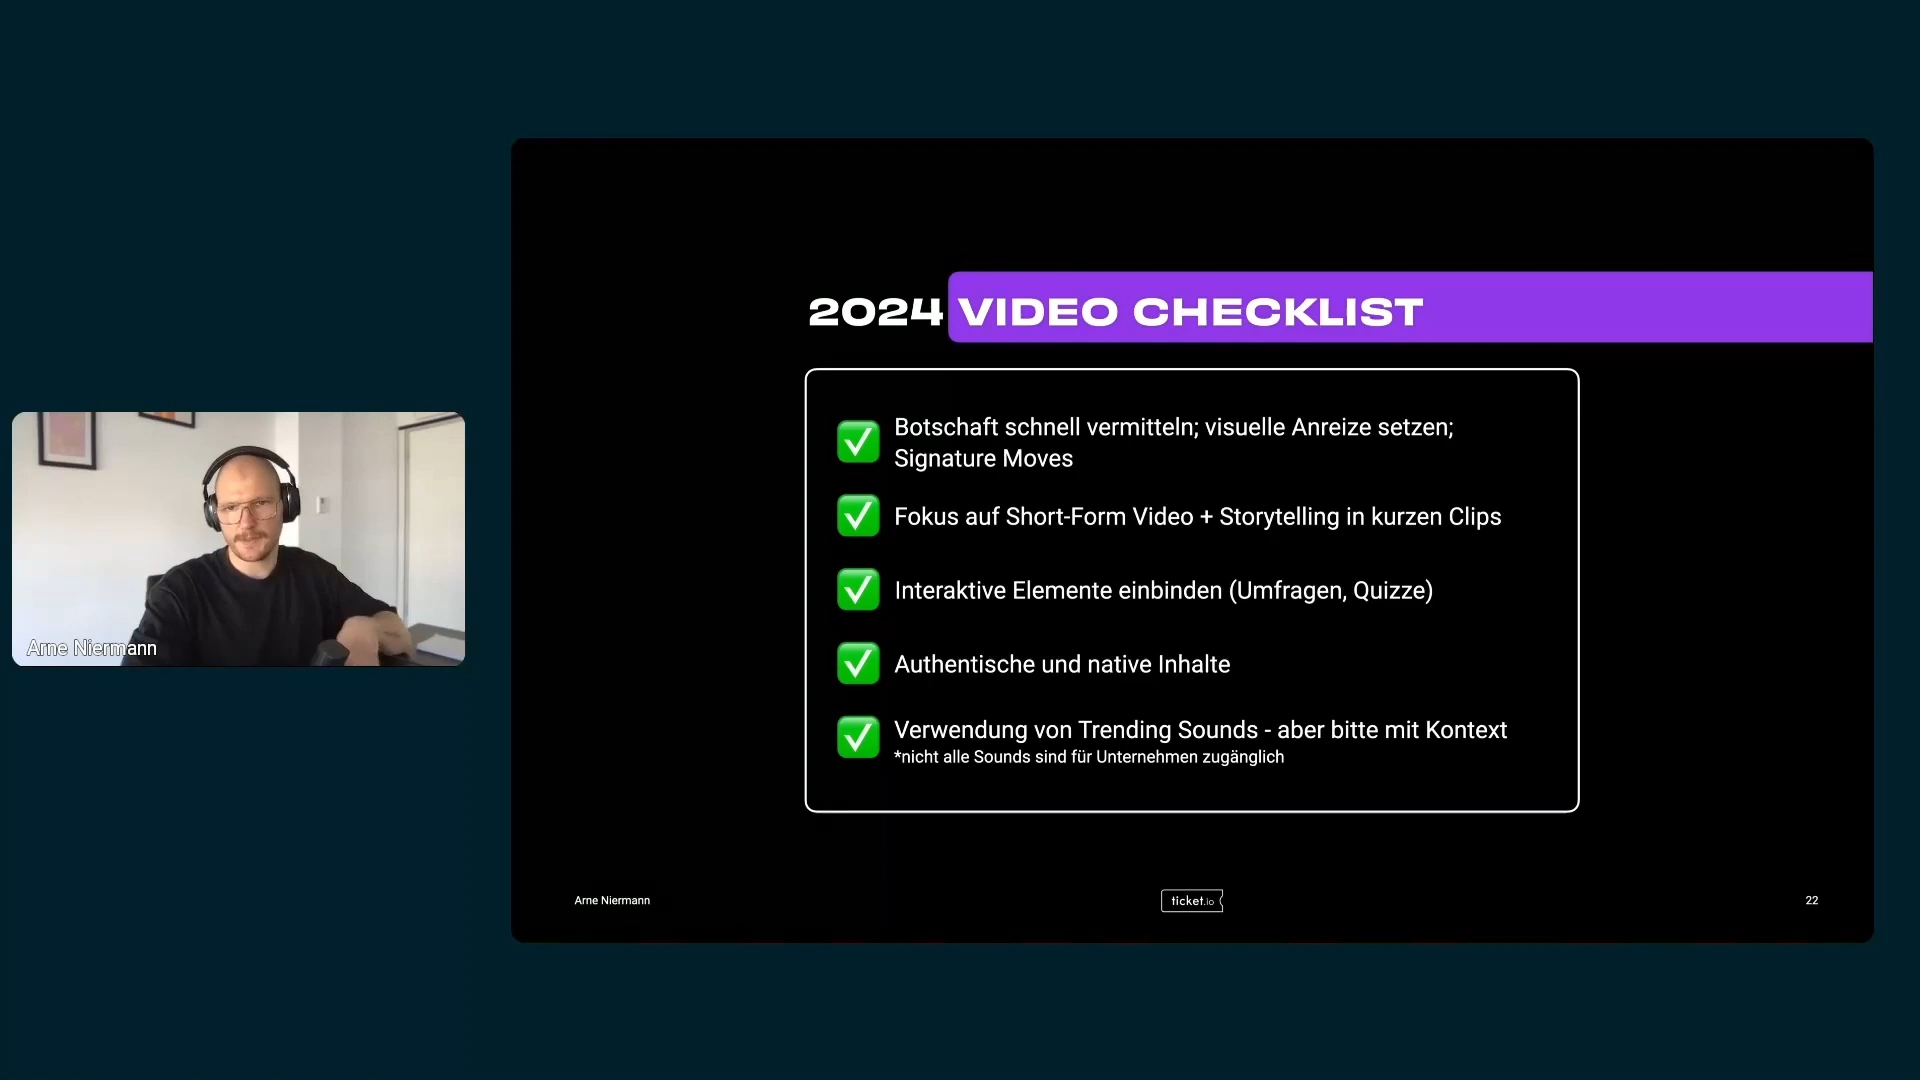 Arne Niermann
2024 VIDEO CHECKLIST
Botschaft schnell vermitteln; visuelle Anreize setzen;
Signature Moves
Fokus auf Short-Form Video + Storytelling in kurzen Clips
Interaktive Elemente einbinden (Umfragen, Quizze)
Authentische und native Inhalte
Verwendung von Trending Sounds - aber bitte mit Kontext
*nicht alle Sounds sind für Unternehmen zugänglich
Arne Niermann
ticket.io
22